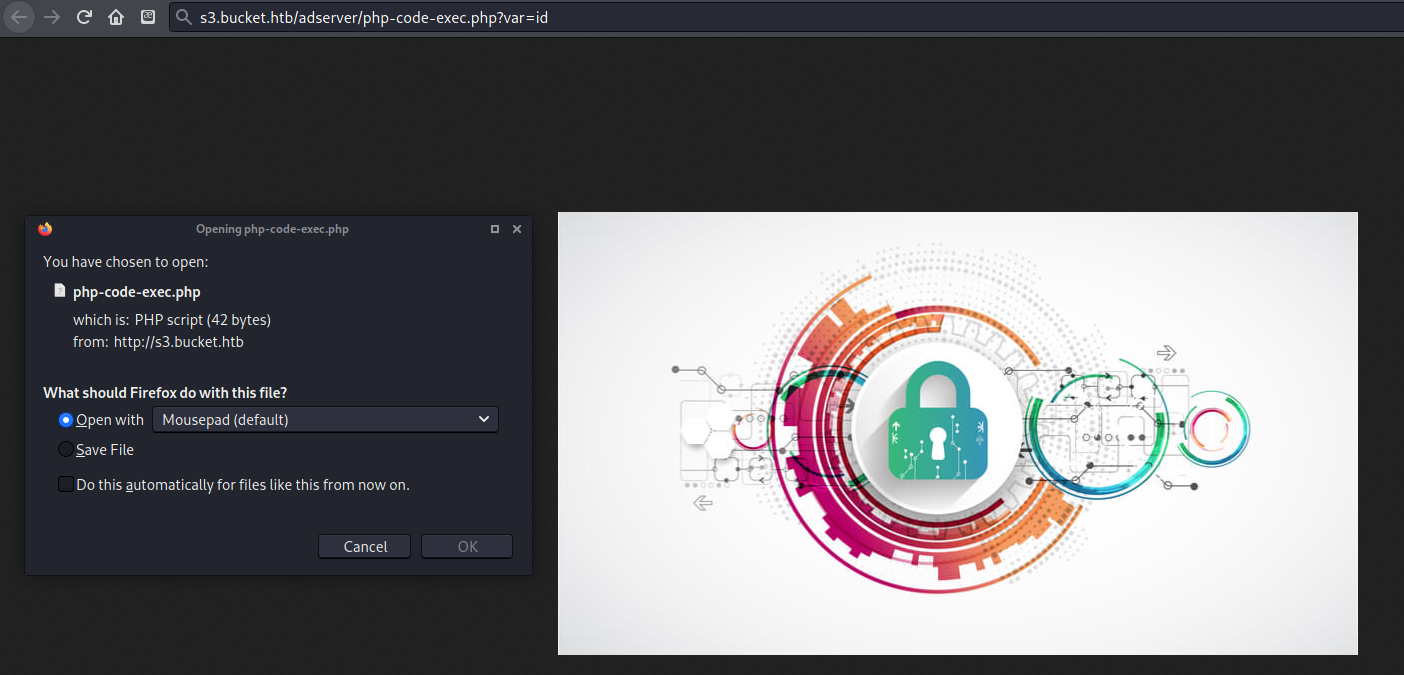 s3.bucket.htb/adserver/php-code-exec.php?var=id
Opening php-code-exec.php
You have chosen to open:
php-code-exec.php
which is: PHP script (42 bytes)
from: http://s3.bucket.htb
What should Firefox do with this file?
Open with Mousepad (default)
Save File
Do this automatically for files like this from now on.
Cancel OK